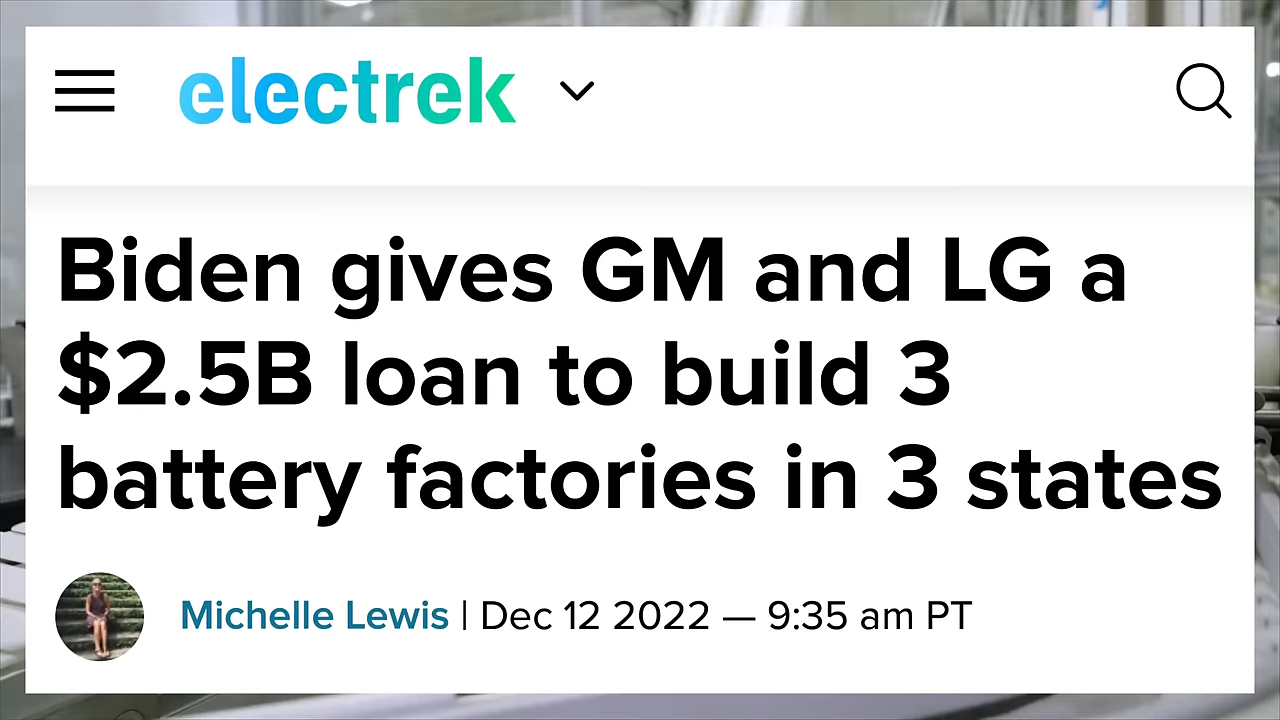 electrek
Biden gives GM and LG a
$2.5B loan to build 3
battery factories in 3 states
Michelle Lewis | Dec 12 2022 — 9:35 am PT